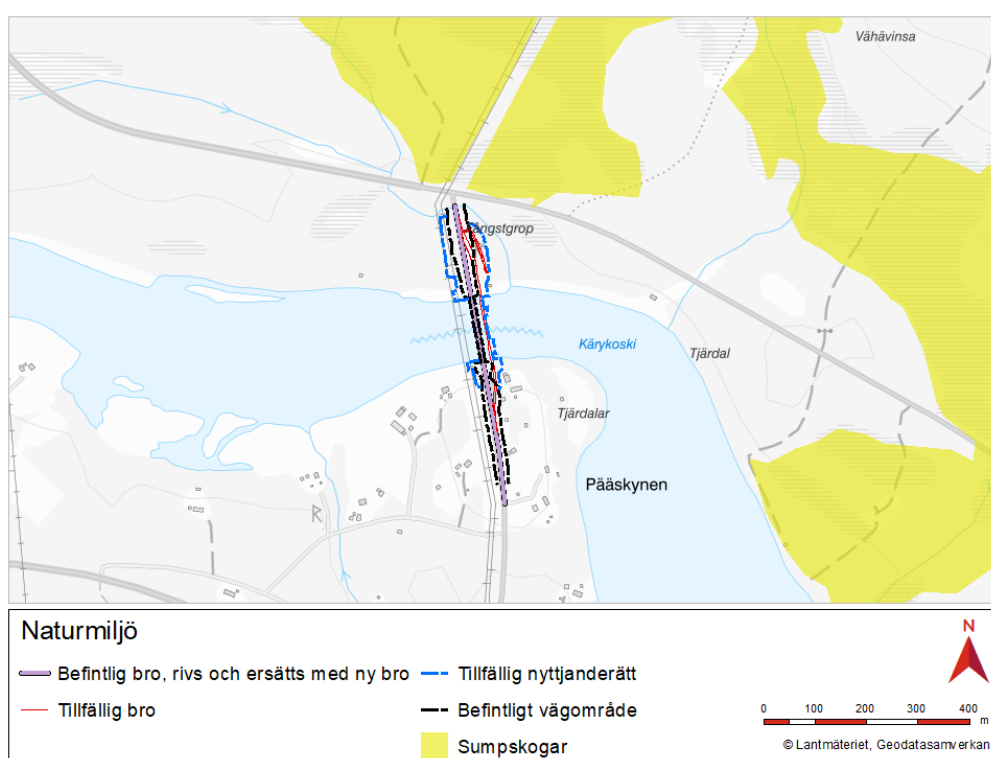 Vähävinsa
ångstgrop
Kärykoski
Tjärdal
Tjärdalar
Pääskynen
R
Naturmiljö
N
Befintlig bro, rivs och ersätts med ny bro
Tillfällig nyttjanderätt
Tillfällig bro
Befintligt vägområde
0 100 200 300 400
m
Sumpskogar
© Lantmäteriet, Geodatasamverkan